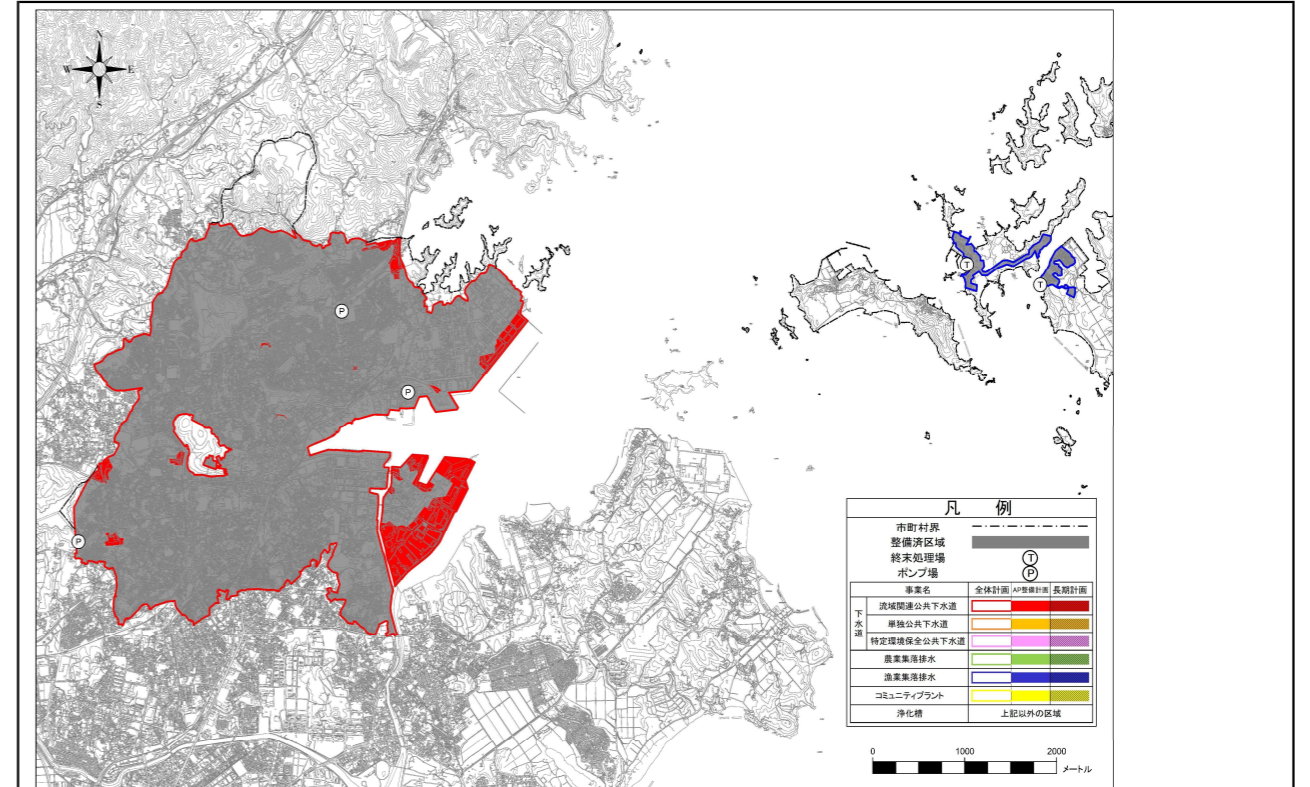 N
W E
S
P
P
P
T
T
凡 例
市町村界
整備済区域
終末処理場 T
ポンプ場 P
事業名 全体計画 AP整備計画 長期計画
下水道
流域関連公共下水道
単独公共下水道
特定環境保全公共下水道
農業集落排水
漁業集落排水
コミュニティプラント
浄化槽 上記以外の区域
0 1000 2000
メートル